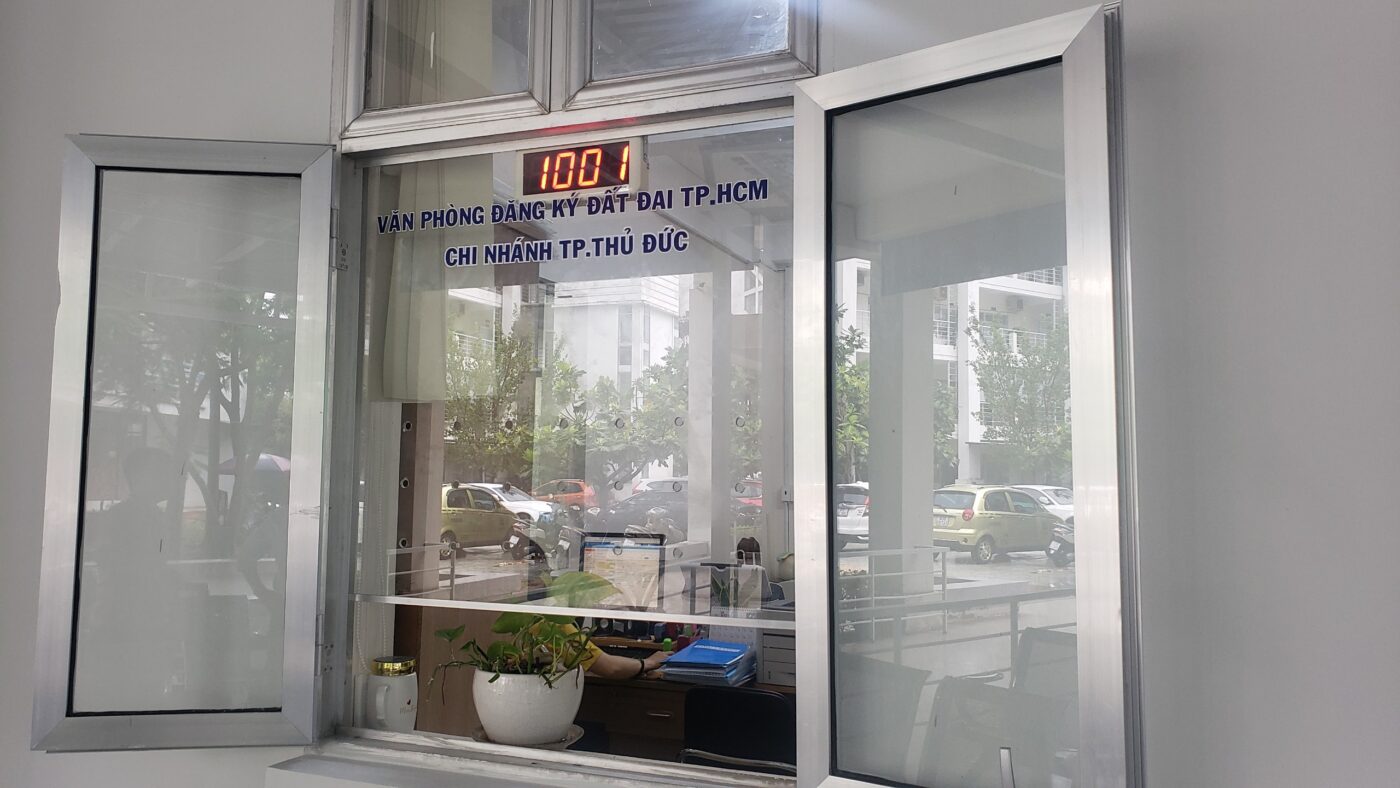 1001
VĂN PHÒNG ĐĂNG KÝ ĐẤT ĐAI TP.HCM
CHI NHÁNH TP.THỦ ĐỨC